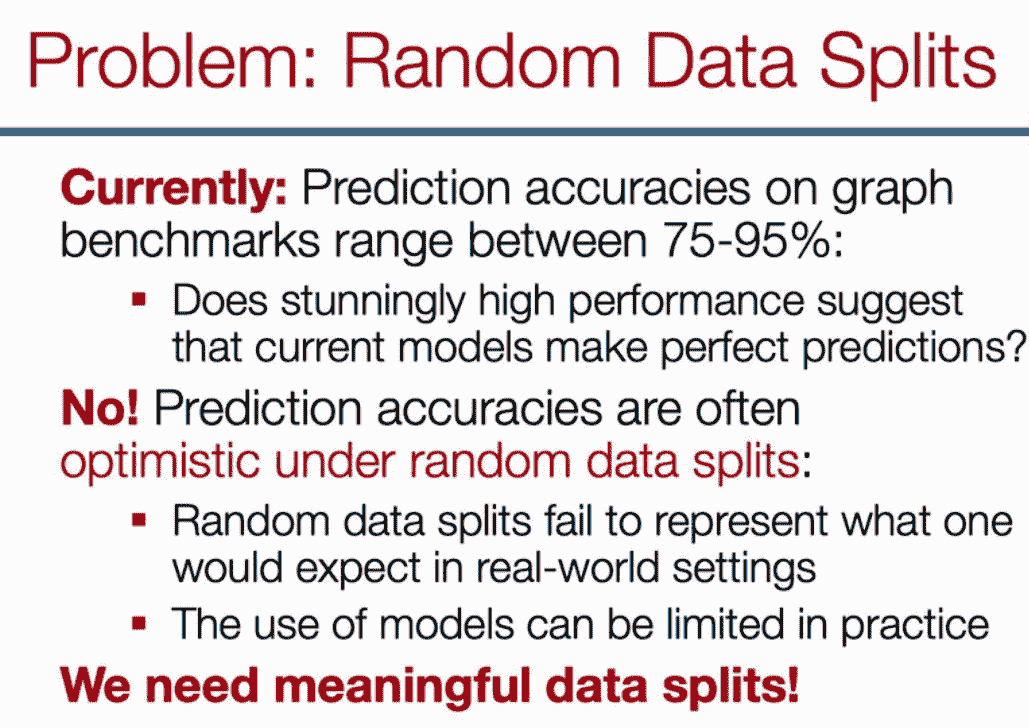 Problem: Random Data Splits
Currently: Prediction accuracies on graph
benchmarks range between 75-95%:
▪ Does stunningly high performance suggest
that current models make perfect predictions?
No! Prediction accuracies are often
optimistic under random data splits:
▪ Random data splits fail to represent what one
would expect in real-world settings
▪ The use of models can be limited in practice
We need meaningful data splits!